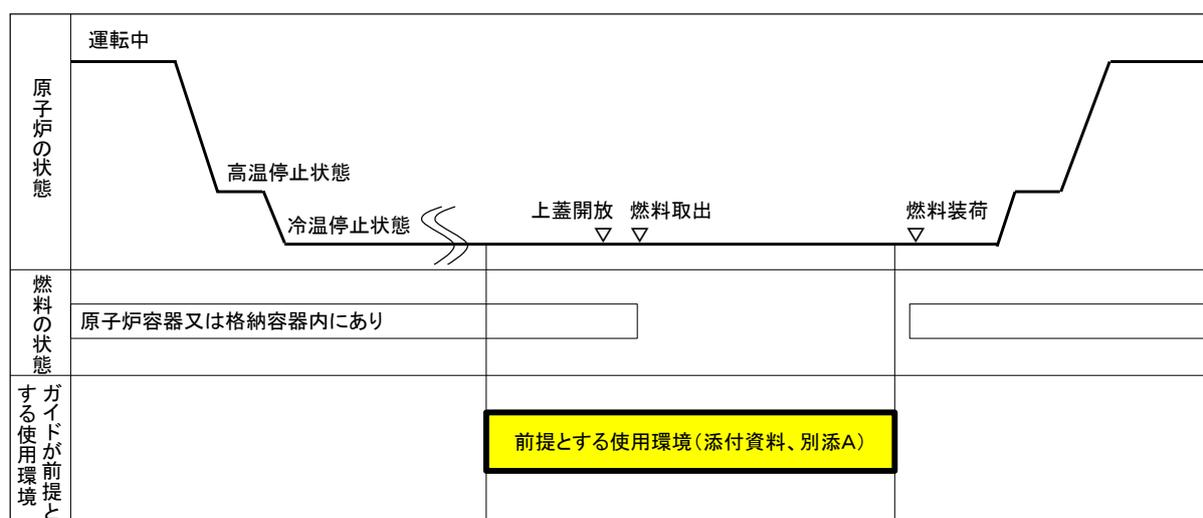 原子炉の状態
運転中
高温停止状態
冷温停止状態
上蓋開放
燃料取出
燃料装荷
燃料の状態
原子炉容器又は格納容器内にあり
ガイドが前提と
する使用環境
前提とする使用環境(添付資料、別添A)